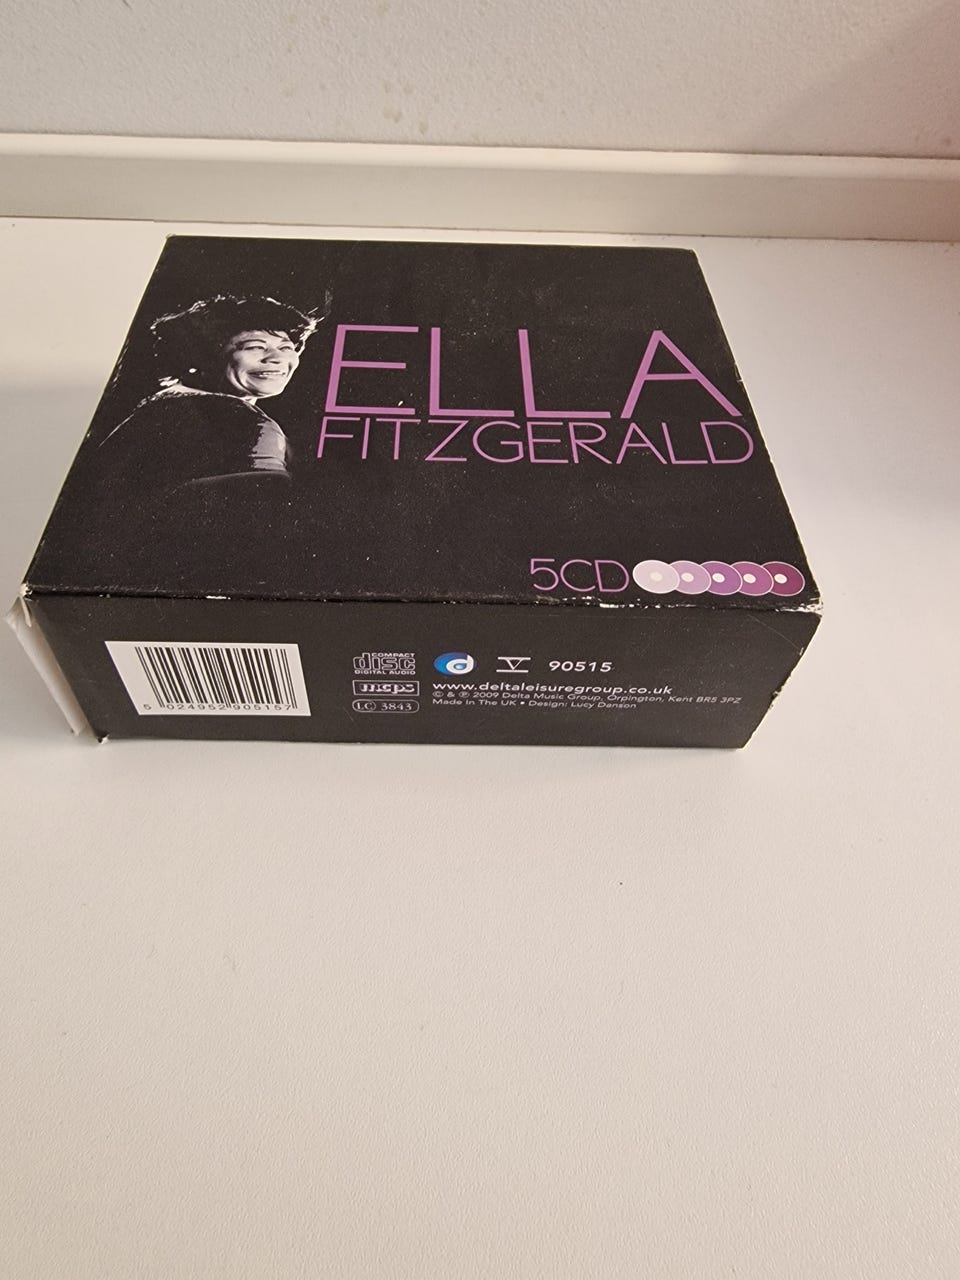 ELLA
FITZGERALD
5CD
COMPACT
disc
DIGITAL AUDIO
d
V
90515
mcps
LC 3843
www.deltaleisuregroup.co.uk
© & ℗ 2009 Delta Music Group, Orpington, Kent BR5 3PZ
Made In The UK • Design: Lucy Danson
5 024952 905157